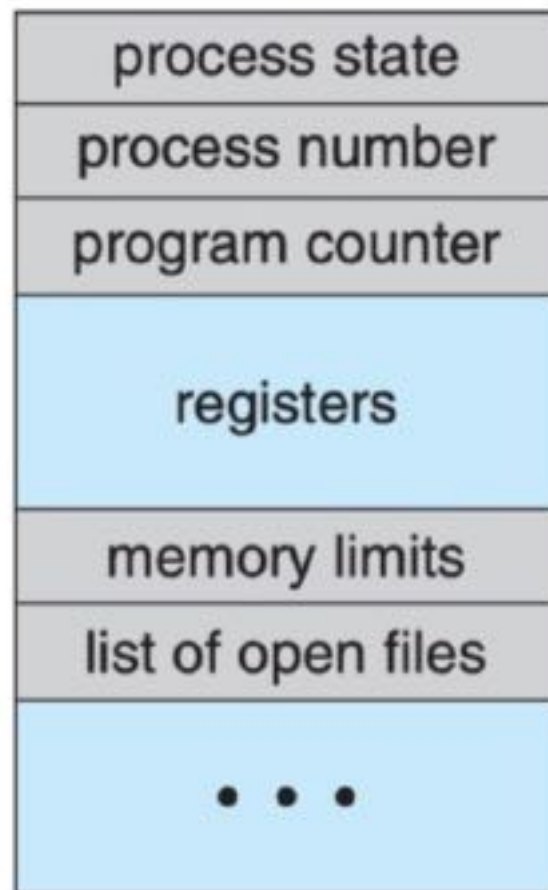 process state
process number
program counter
registers
memory limits
list of open files
• • •